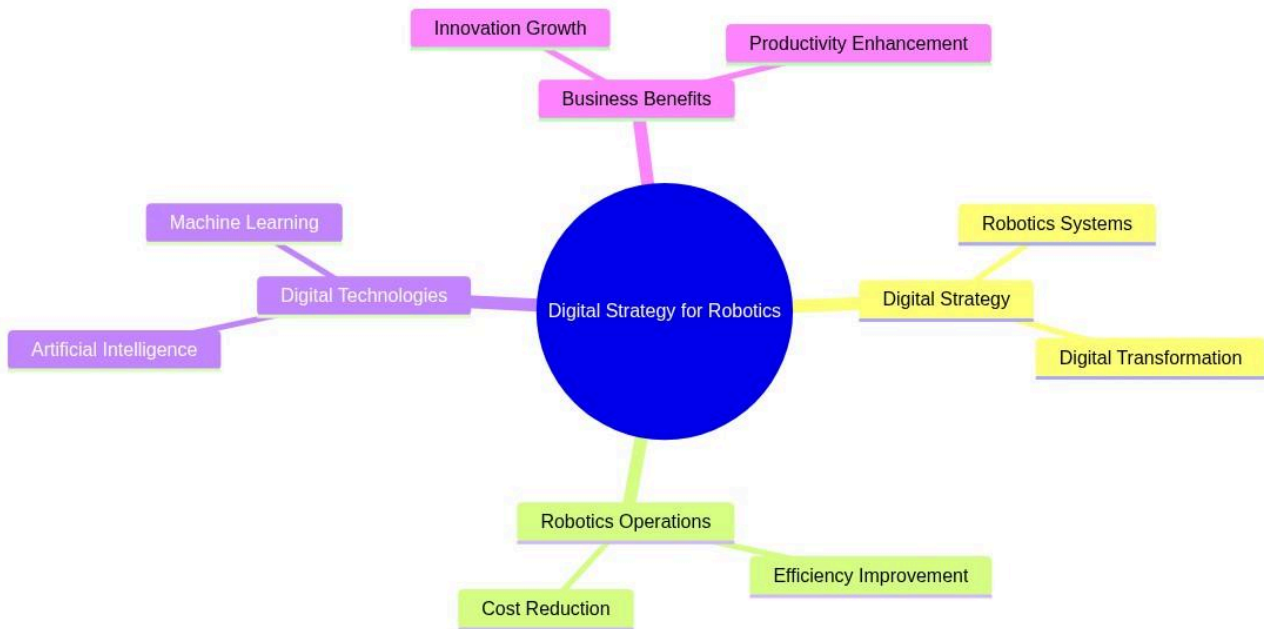 Innovation Growth
Productivity Enhancement
Business Benefits
Machine Learning
Robotics Systems
Digital Technologies
Digital Strategy
Digital Strategy for Robotics
Artificial Intelligence
Digital Transformation
Robotics Operations
Efficiency Improvement
Cost Reduction